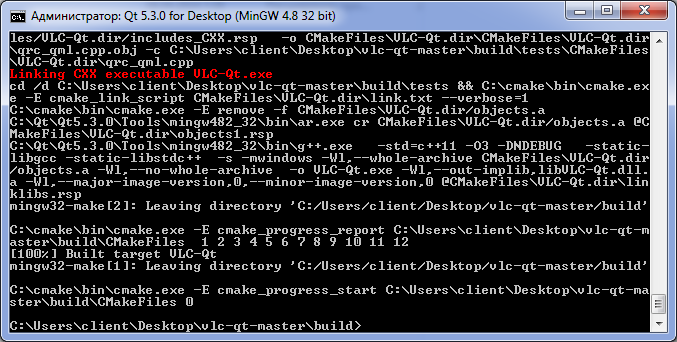 Администратор: Qt 5.3.0 for Desktop (MinGW 4.8 32 bit)
les/VLC-Qt.dir/includes_CXX.rsp   -o CMakeFiles\VLC-Qt.dir\CMakeFiles\VLC-Qt.dir
\qrc_qml.cpp.obj -c C:\Users\client\Desktop\vlc-qt-master\build\tests\CMakeFiles
\VLC-Qt.dir\qrc_qml.cpp
Linking CXX executable VLC-Qt.exe
cd /d C:\Users\client\Desktop\vlc-qt-master\build\tests && C:\cmake\bin\cmake.ex
e -E cmake_link_script CMakeFiles\VLC-Qt.dir\link.txt --verbose=1
C:\cmake\bin\cmake.exe -E remove -f CMakeFiles\VLC-Qt.dir/objects.a
C:\Qt\Qt5.3.0\Tools\mingw482_32\bin\ar.exe cr CMakeFiles\VLC-Qt.dir/objects.a @C
MakeFiles\VLC-Qt.dir\objects1.rsp
C:\Qt\Qt5.3.0\Tools\mingw482_32\bin\g++.exe   -std=c++11 -O3 -DNDEBUG   -static-
libgcc -static-libstdc++  -s -mwindows -Wl,--whole-archive CMakeFiles\VLC-Qt.dir
/objects.a -Wl,--no-whole-archive  -o VLC-Qt.exe -Wl,--out-implib,libVLC-Qt.dll.
a -Wl,--major-image-version,0,--minor-image-version,0 @CMakeFiles\VLC-Qt.dir\lin
klibs.rsp
mingw32-make[2]: Leaving directory 'C:/Users/client/Desktop/vlc-qt-master/build'

C:\cmake\bin\cmake.exe -E cmake_progress_report C:\Users\client\Desktop\vlc-qt-m
aster\build\CMakeFiles  1 2 3 4 5 6 7 8 9 10 11 12
[100%] Built target VLC-Qt
mingw32-make[1]: Leaving directory 'C:/Users/client/Desktop/vlc-qt-master/build'

C:\cmake\bin\cmake.exe -E cmake_progress_start C:\Users\client\Desktop\vlc-qt-ma
ster\build\CMakeFiles 0

C:\Users\client\Desktop\vlc-qt-master\build>